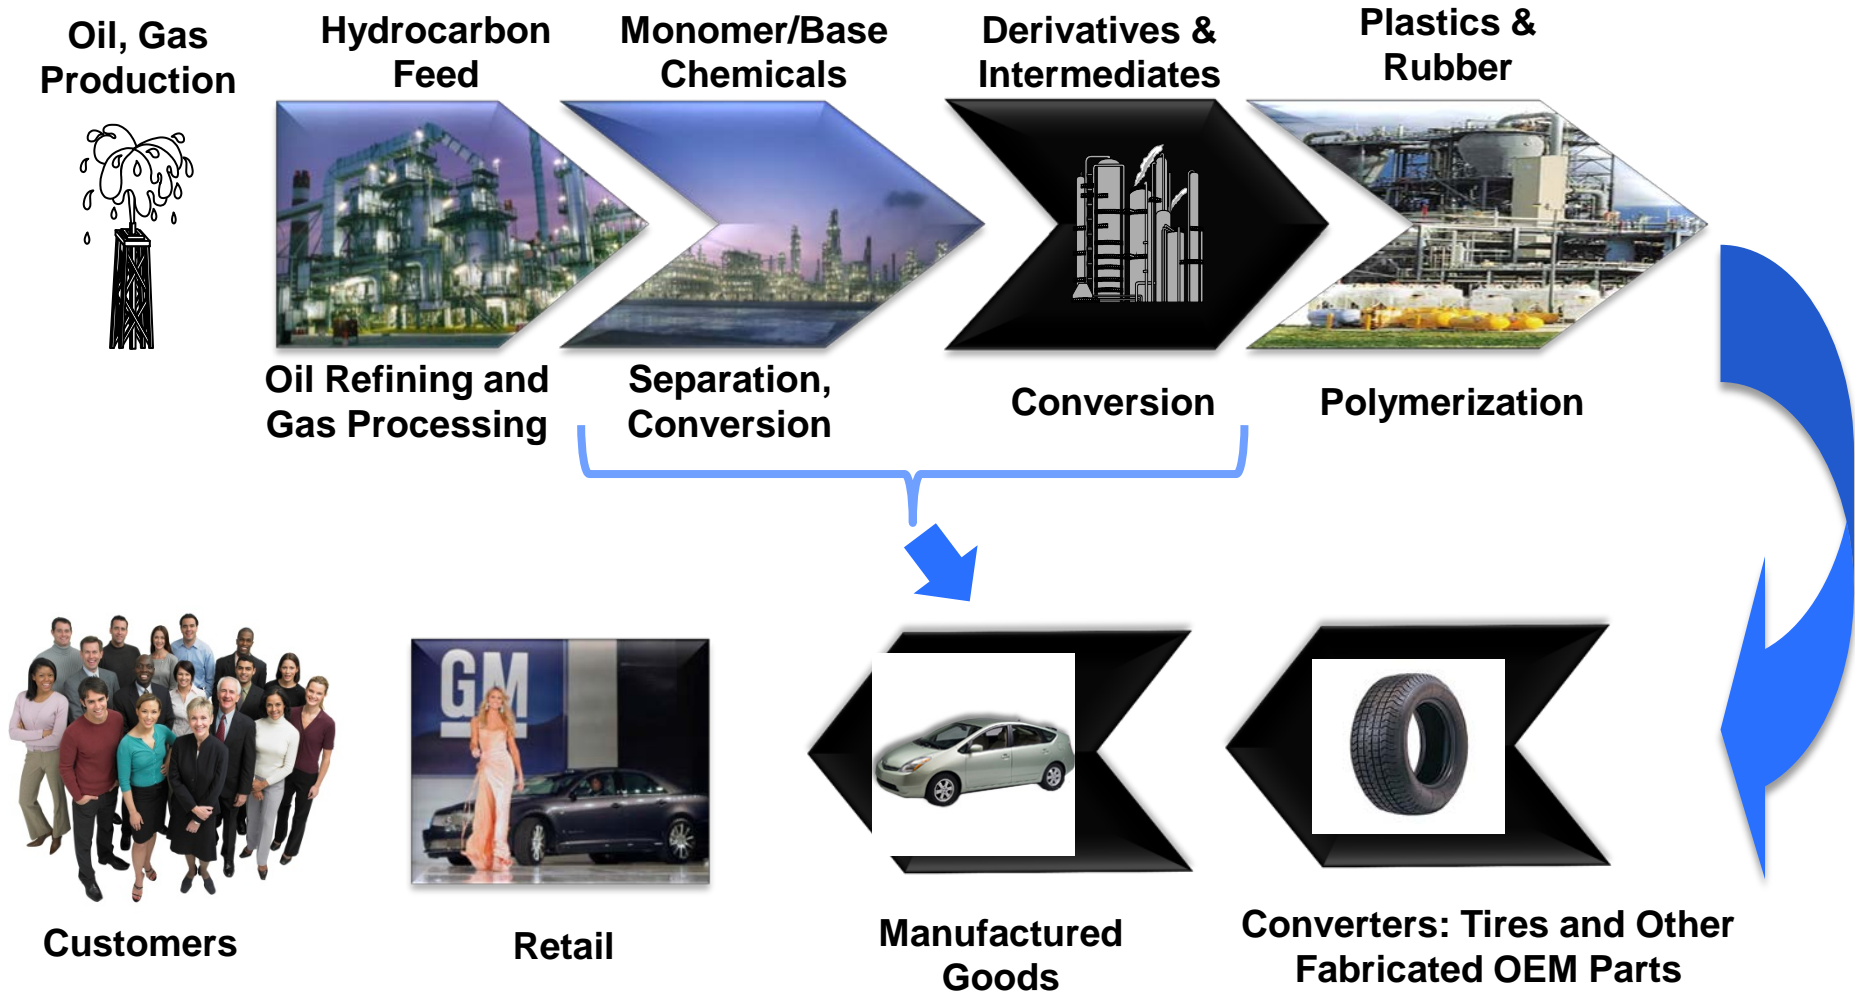 Oil, Gas
Production
Hydrocarbon
Feed
Monomer/Base
Chemicals
Derivatives &
Intermediates
Plastics &
Rubber
Oil Refining and
Gas Processing
Separation,
Conversion
Conversion
Polymerization
GM
Customers
Retail
Manufactured
Goods
Converters: Tires and Other
Fabricated OEM Parts